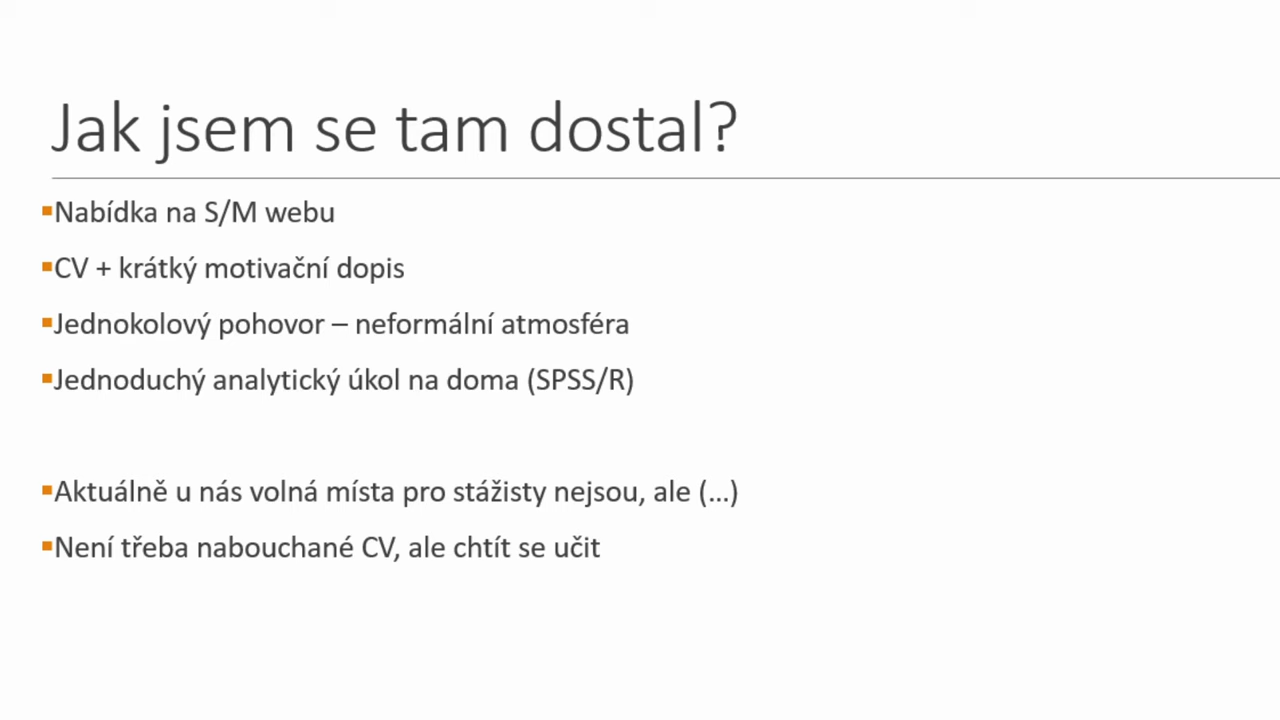 Jak jsem se tam dostal?
▪Nabídka na S/M webu
▪CV + krátký motivační dopis
▪Jednokolový pohovor – neformální atmosféra
▪Jednoduchý analytický úkol na doma (SPSS/R)
▪Aktuálně u nás volná místa pro stážisty nejsou, ale (…)
▪Není třeba nabouchané CV, ale chtít se učit